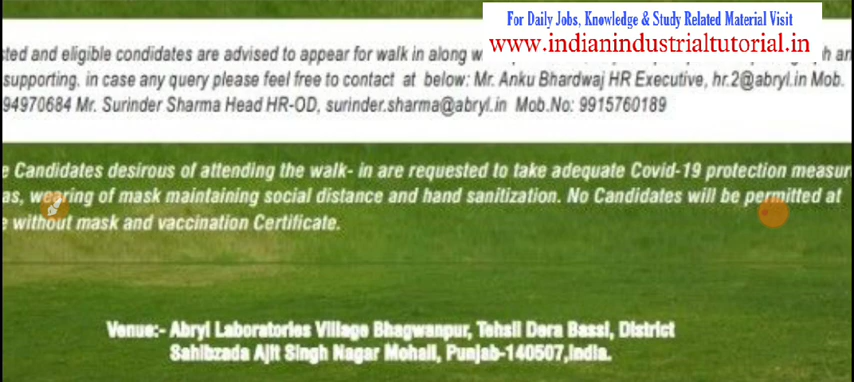 For Daily Jobs, Knowledge & Study Related Material Visit
www.indianindustrialtutorial.in
sted and eligible condidates are advised to appear for walk in along w
supporting. in case any query please feel free to contact at below: Mr. Anku Bhardwaj HR Executive, hr.2@abryl.in Mob.
94970684 Mr. Surinder Sharma Head HR-OD, surinder.sharma@abryl.in Mob.No: 9915760189
e Candidates desirous of attending the walk- in are requested to take adequate Covid-19 protection measur
as, wearing of mask maintaining social distance and hand sanitization. No Candidates will be permitted at
e without mask and vaccination Certificate.
Venue:- Abryl Laboratories Village Bhagwanpur, Tehsil Dera Bassi, District
Sahibzada Ajit Singh Nagar Mohali, Punjab-140507,India.